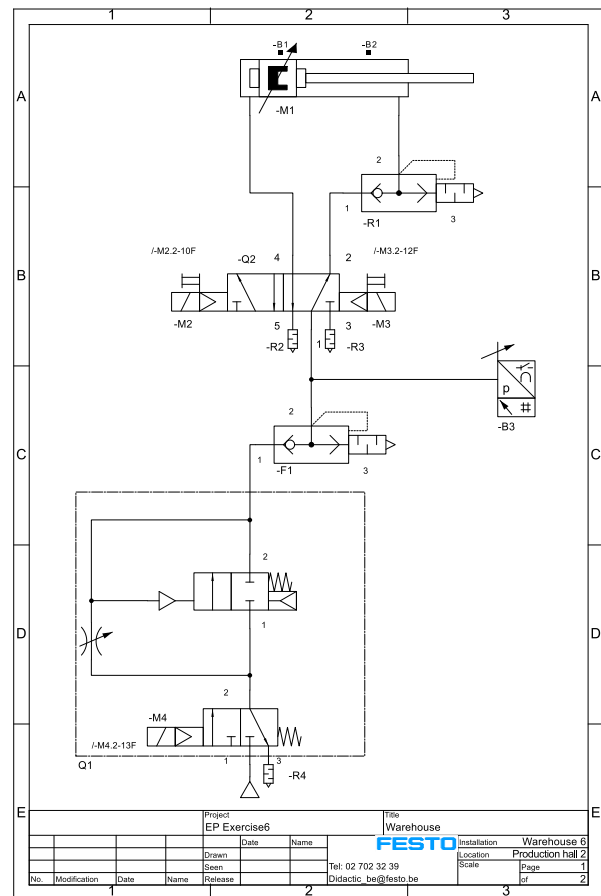 1 2 3
A A
-B1 -B2
-M1
2
1
-R1 3
B B
/-M2.2-10F -Q2 4 2 /-M3.2-12F
-M2 5 3 -M3
-R2 1 -R3
p #
-B3
2
C C
1
-F1 3
2
1
D D
2
-M4
/-M4.2-13F
Q1 1 3
-R4
E E
Project Title
EP Exercise6 Warehouse
Date Name FESTO Installation Warehouse 6
Drawn Location Production hall 2
Seen Tel: 02 702 32 39 Scale Page 1
No. Modification Date Name Release Didactic_be@festo.be of 2
1 2 3